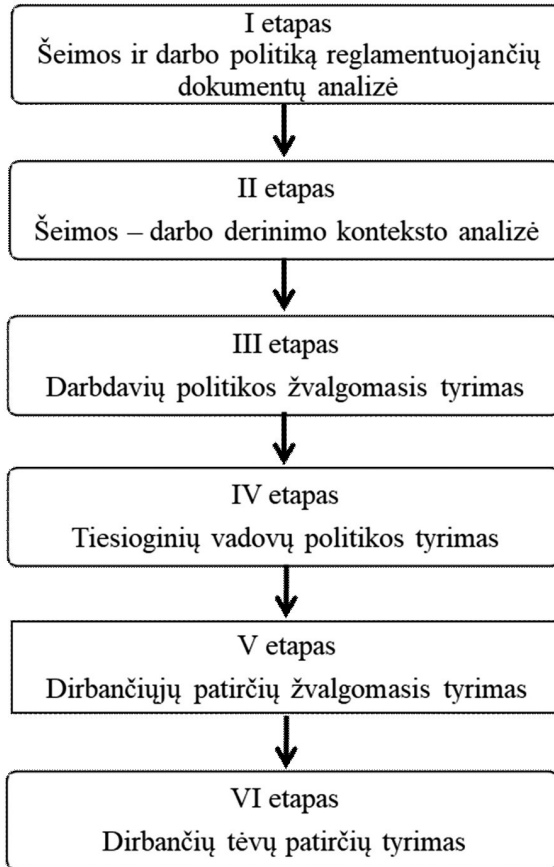 I etapas
Šeimos ir darbo politiką reglamentuojančių
dokumentų analizė
II etapas
Šeimos – darbo derinimo konteksto analizė
III etapas
Darbdavių politikos žvalgomasis tyrimas
IV etapas
Tiesioginių vadovų politikos tyrimas
V etapas
Dirbančiųjų patirčių žvalgomasis tyrimas
VI etapas
Dirbančių tėvų patirčių tyrimas